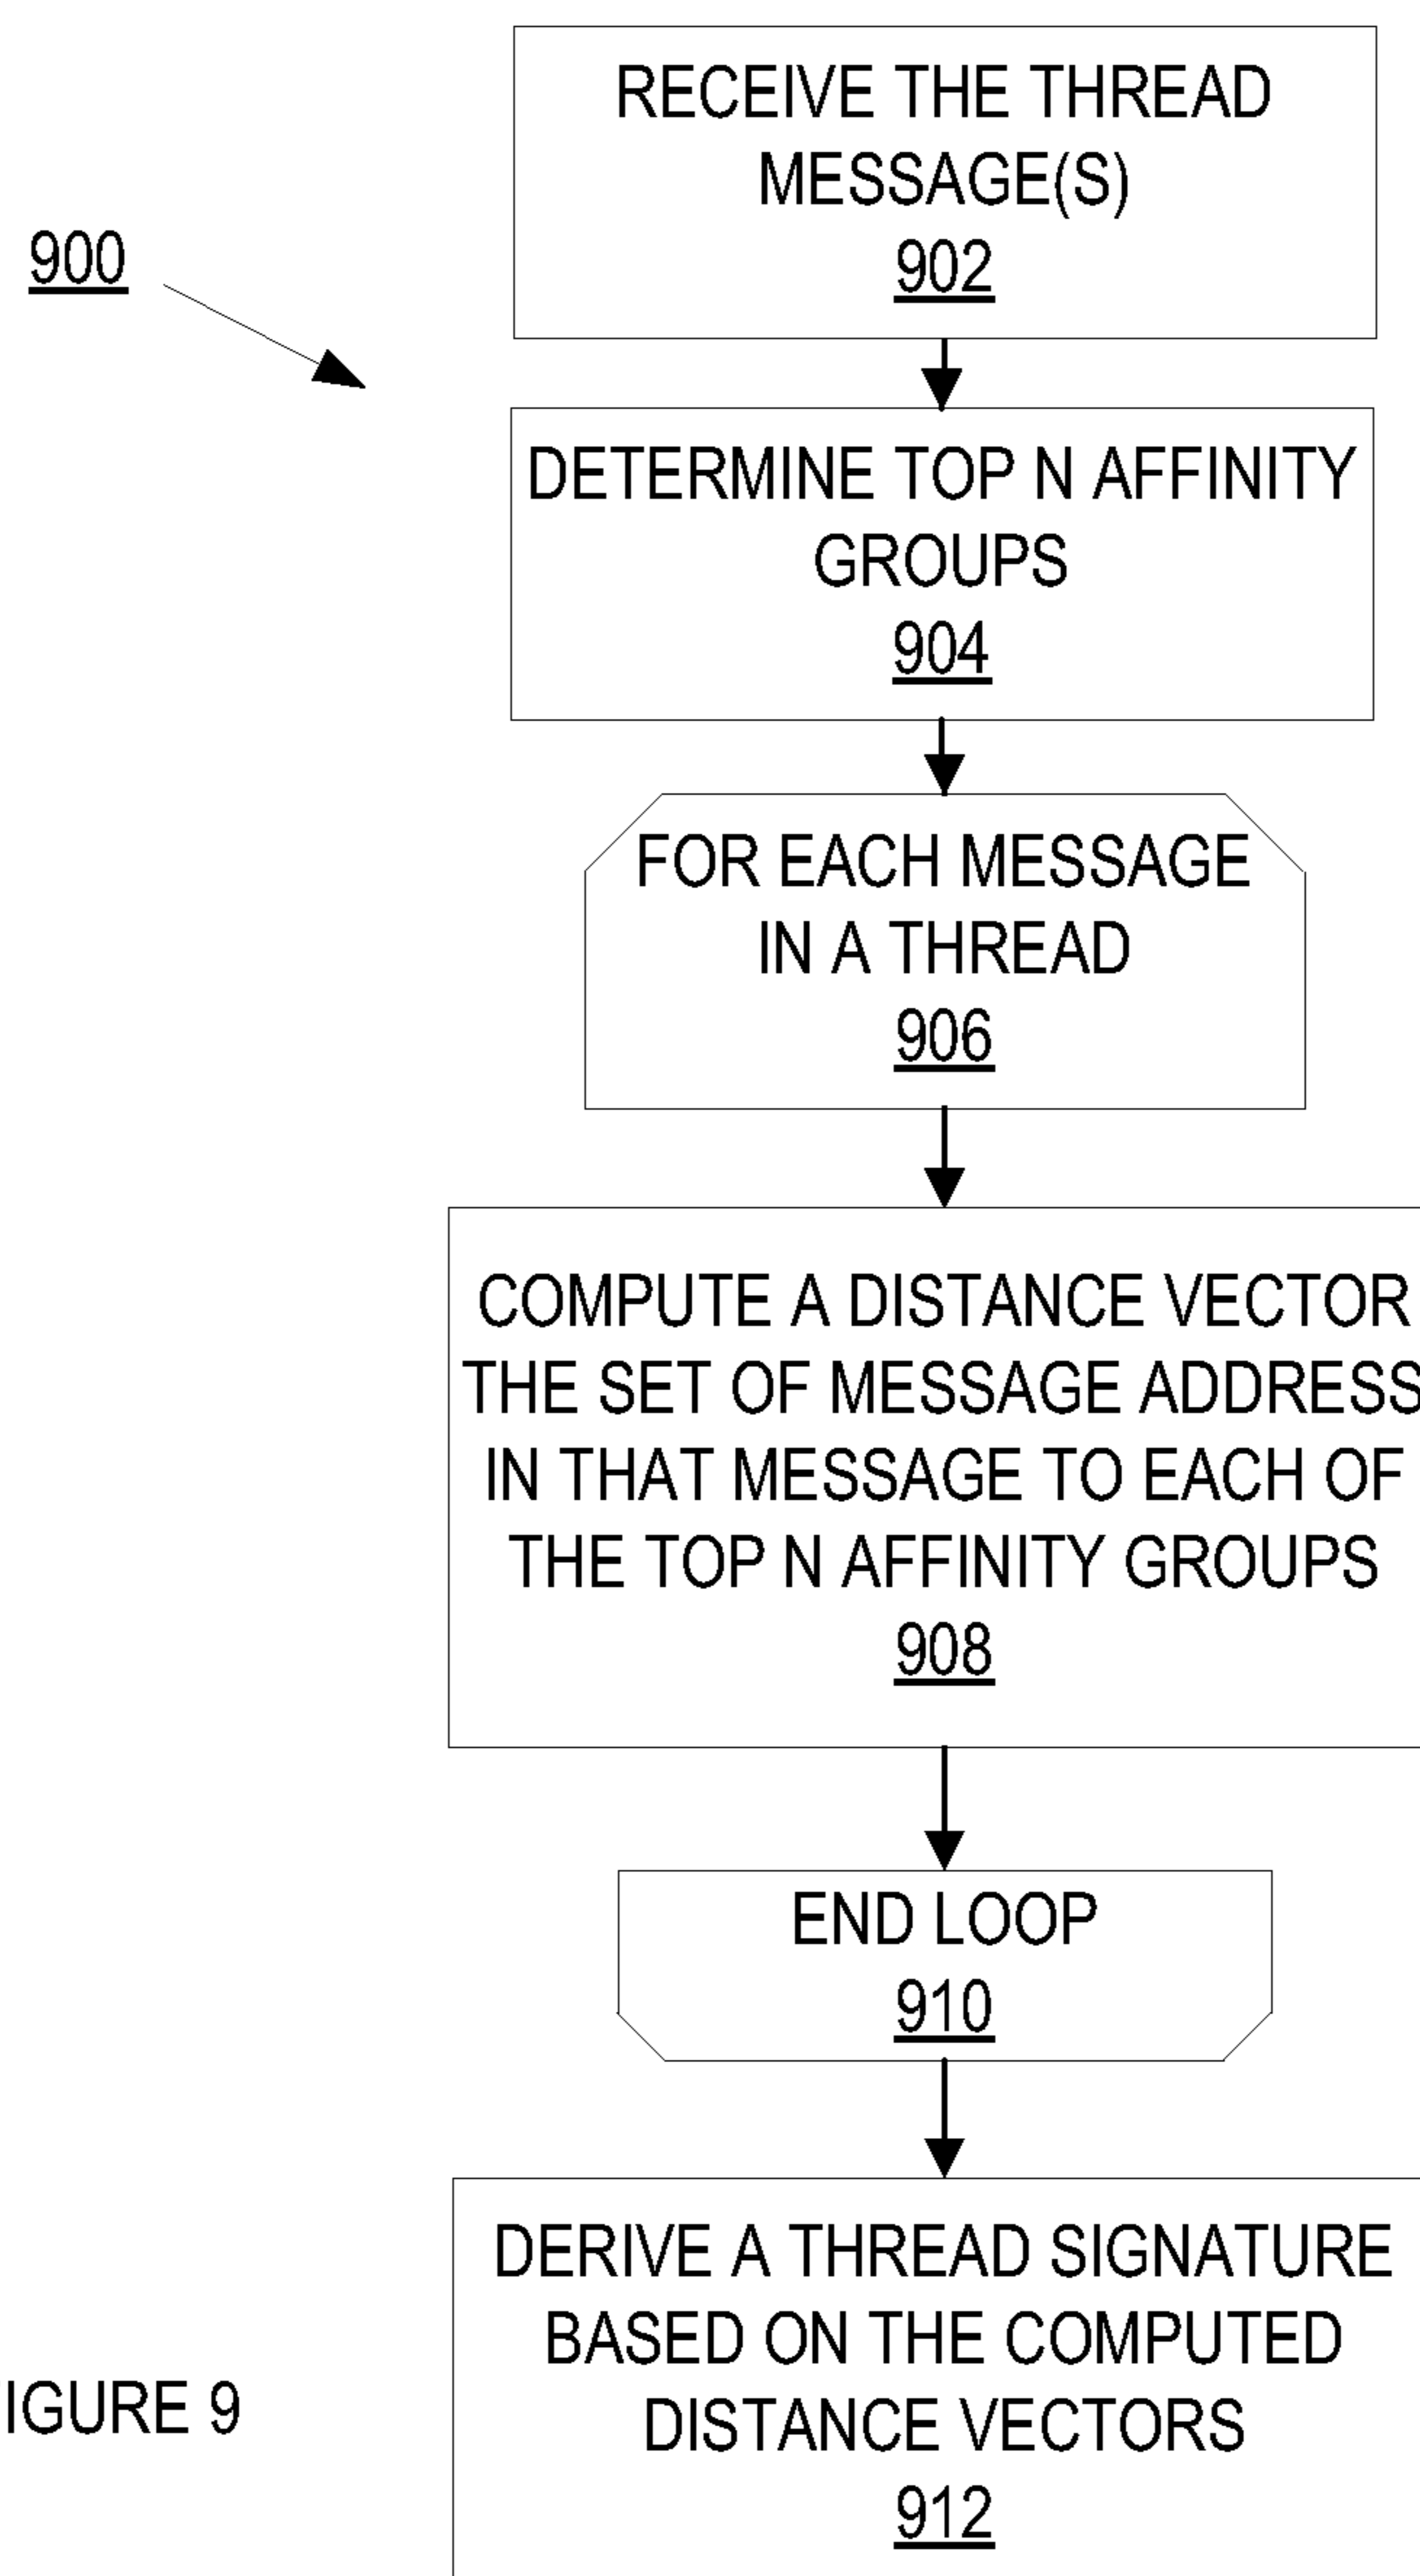 RECEIVE THE THREAD
MESSAGE(S)
902
900
DETERMINE TOP N AFFINITY
GROUPS
904
FOR EACH MESSAGE
IN A THREAD
906
COMPUTE A DISTANCE VECTOR
THE SET OF MESSAGE ADDRESS
IN THAT MESSAGE TO EACH OF
THE TOP N AFFINITY GROUPS
908
END LOOP
910
DERIVE A THREAD SIGNATURE
BASED ON THE COMPUTED
DISTANCE VECTORS
912
IGURE 9